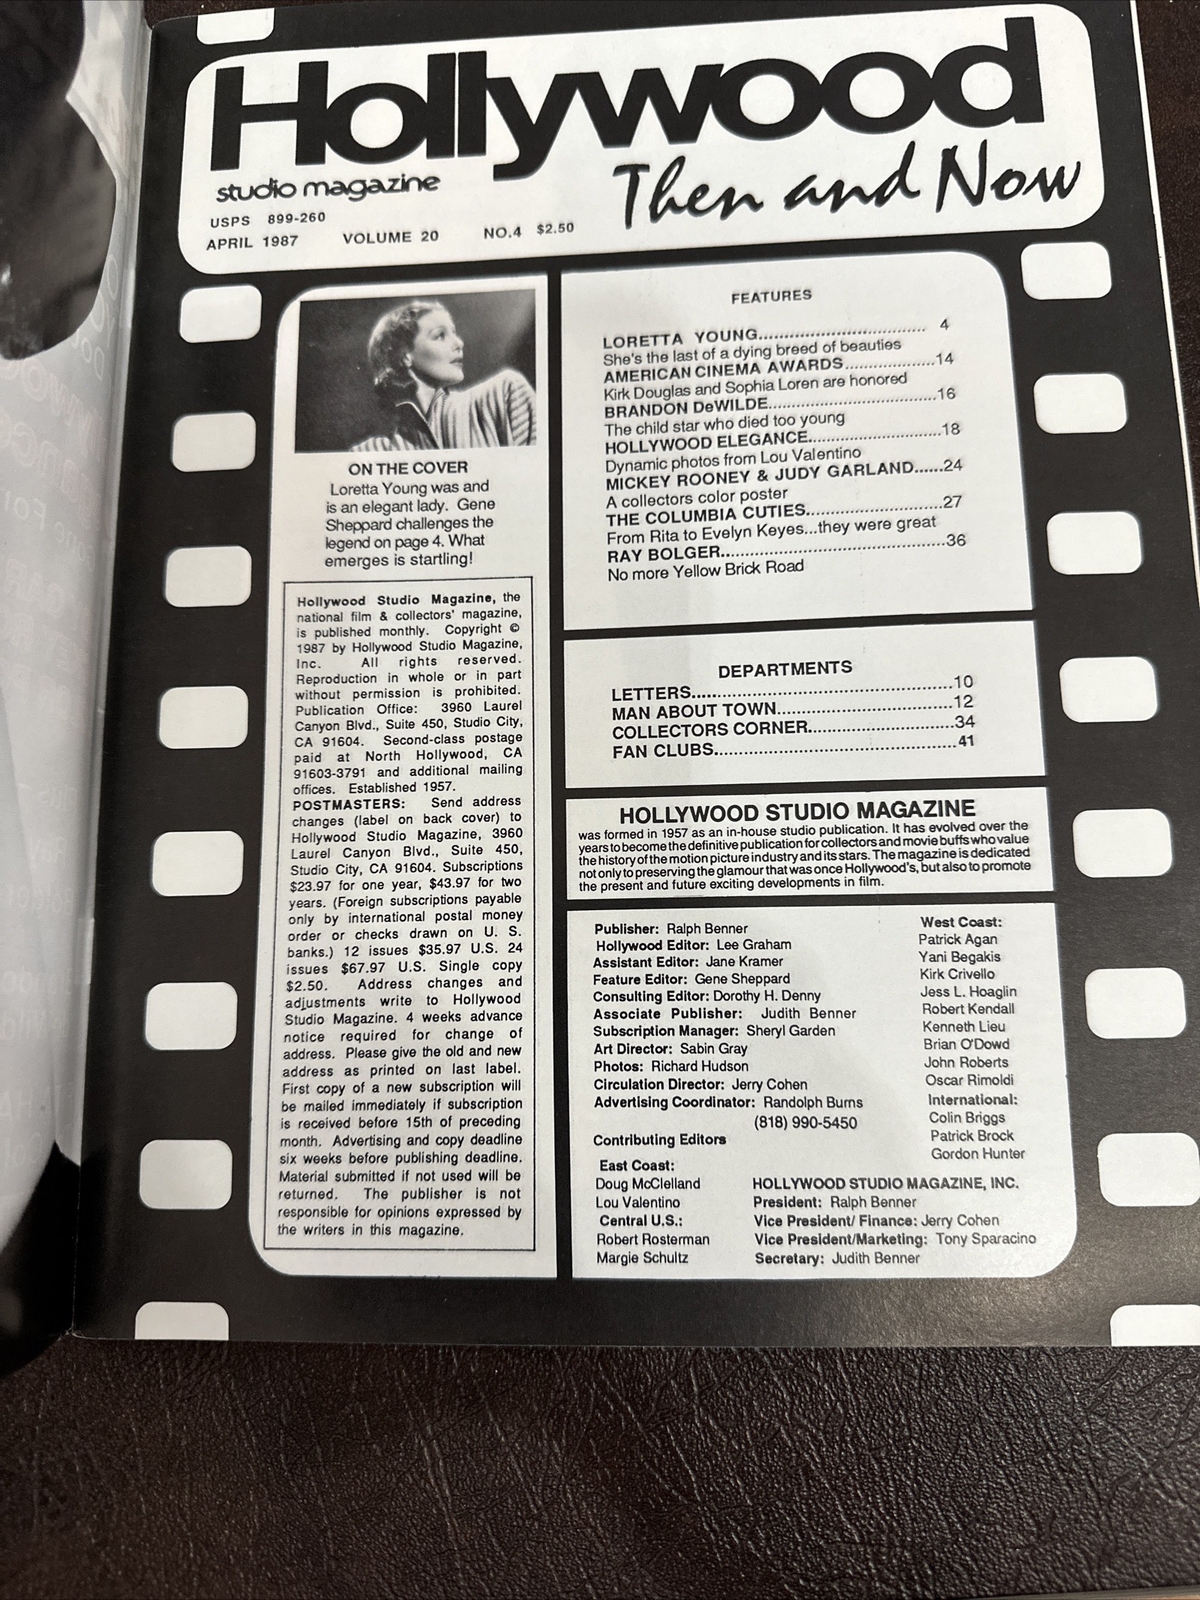 Hollywood
studio magazine
Then and Now
USPS 899-260
APRIL 1987 VOLUME 20 NO.4 $2.50
ON THE COVER
Loretta Young was and
is an elegant lady. Gene
Sheppard challenges the
legend on page 4. What
emerges is startling!
Hollywood Studio Magazine, the
national film & collectors' magazine,
is published monthly. Copyright ©
1987 by Hollywood Studio Magazine,
Inc. All rights reserved.
Reproduction in whole or in part
without permission is prohibited.
Publication Office: 3960 Laurel
Canyon Blvd., Suite 450, Studio City,
CA 91604. Second-class postage
paid at North Hollywood, CA
91603-3791 and additional mailing
offices. Established 1957.
POSTMASTERS: Send address
changes (label on back cover) to
Hollywood Studio Magazine, 3960
Laurel Canyon Blvd., Suite 450,
Studio City, CA 91604. Subscriptions
$23.97 for one year, $43.97 for two
years. (Foreign subscriptions payable
only by international postal money
order or checks drawn on U. S.
banks.) 12 issues $35.97 U.S. 24
issues $67.97 U.S. Single copy
$2.50. Address changes and
adjustments write to Hollywood
Studio Magazine. 4 weeks advance
notice required for change of
address. Please give the old and new
address as printed on last label.
First copy of a new subscription will
be mailed immediately if subscription
is received before 15th of preceding
month. Advertising and copy deadline
six weeks before publishing deadline.
Material submitted if not used will be
returned. The publisher is not
responsible for opinions expressed by
the writers in this magazine.
FEATURES
LORETTA YOUNG............................... 4
She's the last of a dying breed of beauties
AMERICAN CINEMA AWARDS................14
Kirk Douglas and Sophia Loren are honored
BRANDON DeWILDE...............................16
The child star who died too young
HOLLYWOOD ELEGANCE........................18
Dynamic photos from Lou Valentino
MICKEY ROONEY & JUDY GARLAND......24
A collectors color poster
THE COLUMBIA CUTIES.........................27
From Rita to Evelyn Keyes...they were great
RAY BOLGER.............................................36
No more Yellow Brick Road
DEPARTMENTS
LETTERS................................................10
MAN ABOUT TOWN................................12
COLLECTORS CORNER...........................34
FAN CLUBS.............................................41
HOLLYWOOD STUDIO MAGAZINE
was formed in 1957 as an in-house studio publication. It has evolved over the
years to become the definitive publication for collectors and movie buffs who value
the history of the motion picture industry and its stars. The magazine is dedicated
not only to preserving the glamour that was once Hollywood's, but also to promote
the present and future exciting developments in film.
Publisher: Ralph Benner
Hollywood Editor: Lee Graham
Assistant Editor: Jane Kramer
Feature Editor: Gene Sheppard
Consulting Editor: Dorothy H. Denny
Associate Publisher: Judith Benner
Subscription Manager: Sheryl Garden
Art Director: Sabin Gray
Photos: Richard Hudson
Circulation Director: Jerry Cohen
Advertising Coordinator: Randolph Burns
(818) 990-5450
Contributing Editors
East Coast:
Doug McClelland
Lou Valentino
Central U.S.:
Robert Rosterman
Margie Schultz
West Coast:
Patrick Agan
Yani Begakis
Kirk Crivello
Jess L. Hoaglin
Robert Kendall
Kenneth Lieu
Brian O'Dowd
John Roberts
Oscar Rimoldi
International:
Colin Briggs
Patrick Brock
Gordon Hunter
HOLLYWOOD STUDIO MAGAZINE, INC.
President: Ralph Benner
Vice President/ Finance: Jerry Cohen
Vice President/Marketing: Tony Sparacino
Secretary: Judith Benner